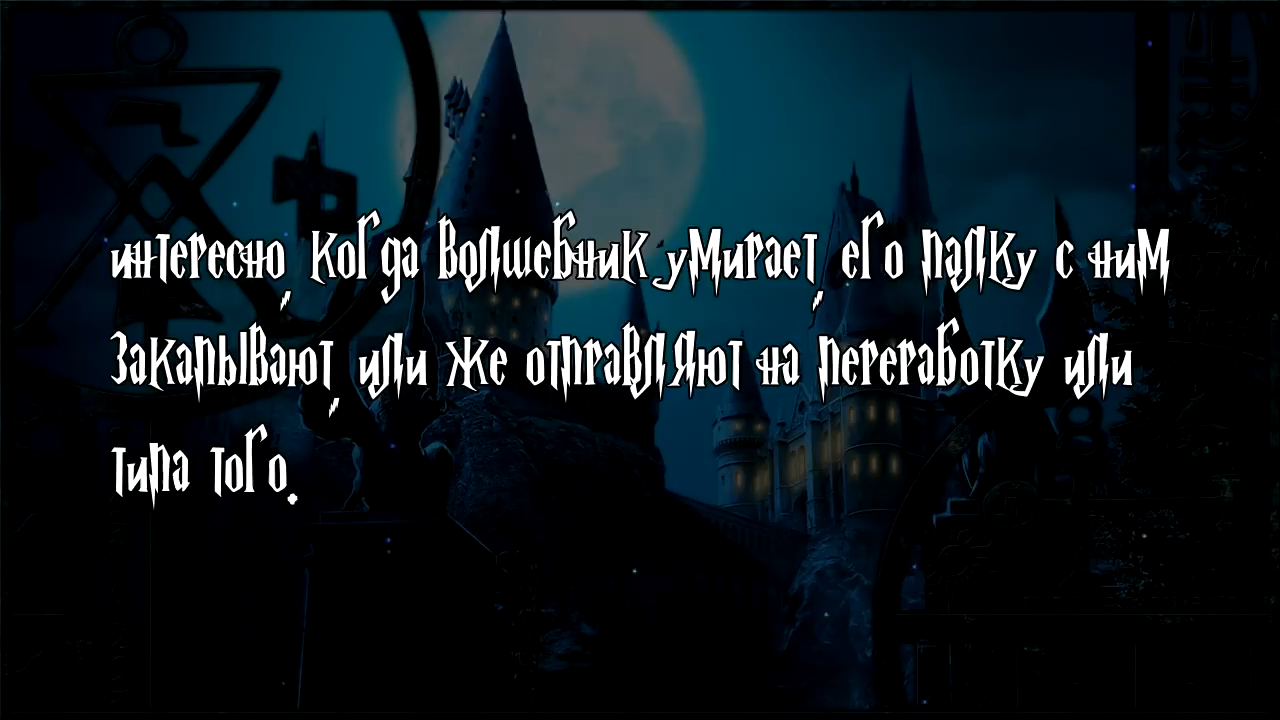 интересно, когда волшебник умирает, его палку с ним
закапывают, или же отправляют на переработку или
типа того.